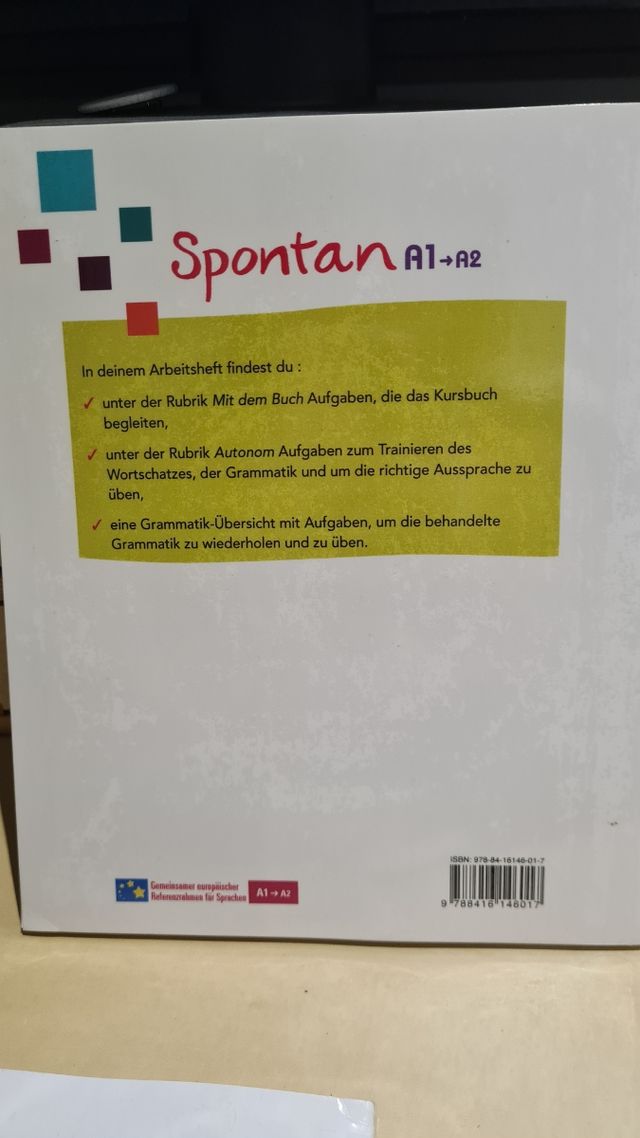 Spontan A1→A2
In deinem Arbeitsheft findest du :
✓ unter der Rubrik Mit dem Buch Aufgaben, die das Kursbuch
begleiten,
✓ unter der Rubrik Autonom Aufgaben zum Trainieren des
Wortschatzes, der Grammatik und um die richtige Aussprache zu
üben,
✓ eine Grammatik-Übersicht mit Aufgaben, um die behandelte
Grammatik zu wiederholen und zu üben.
Gemeinsamer europäischer
Referenzrahmen für Sprachen
A1→A2
ISBN: 978-84-16146-01-7
9 788416 146017